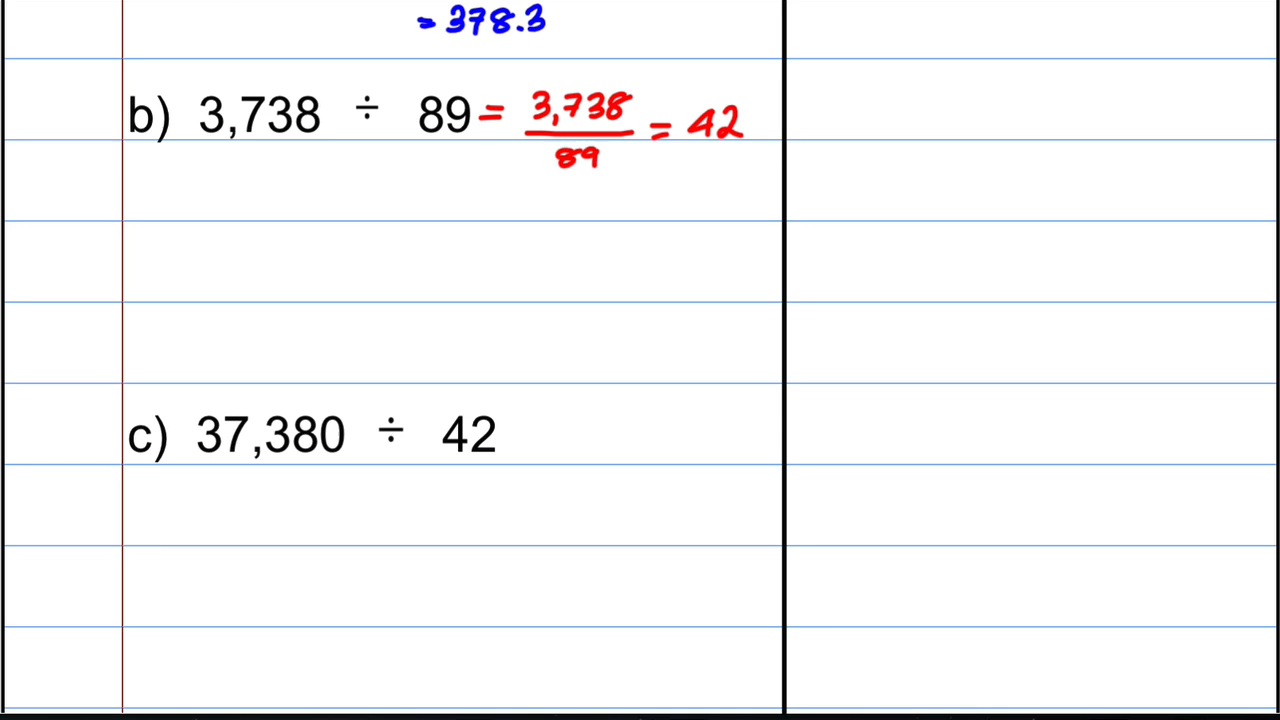 = 378.3
b) 3,738 ÷ 89 = 3,738 / 89 = 42
c) 37,380 ÷ 42